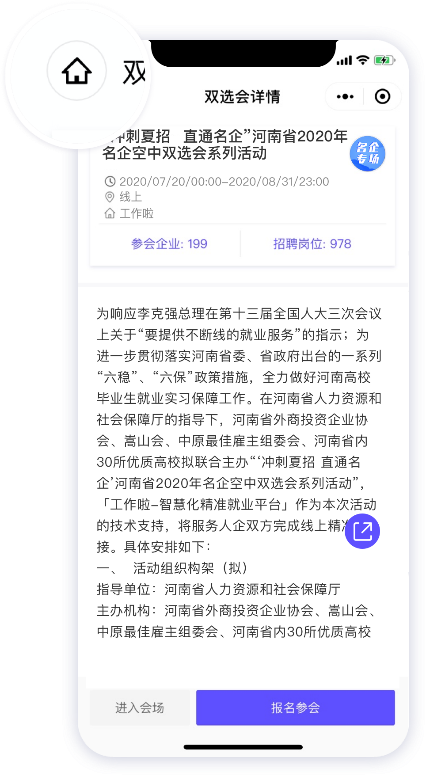 双
双选会详情
“冲刺夏招 直通名企”河南省2020年
名企空中双选会系列活动
名企
专场
2020/07/20/00:00-2020/08/31/23:00
线上
工作啦
参会企业: 199
招聘岗位: 978
为响应李克强总理在第十三届全国人大三次会议
上关于“要提供不断线的就业服务”的指示；为
进一步贯彻落实河南省委、省政府出台的一系列
“六稳”、“六保”政策措施，全力做好河南高校
毕业生就业实习保障工作。在河南省人力资源和
社会保障厅的指导下，河南省外商投资企业协
会、嵩山会、中原最佳雇主组委会、河南省内
30所优质高校拟联合主办“‘冲刺夏招 直通名
企’河南省2020年名企空中双选会系列活动”，
「工作啦-智慧化精准就业平台」作为本次活动
的技术支持，将服务人企双方完成线上精
接。具体安排如下：
一、 活动组织构架（拟）
指导单位：河南省人力资源和社会保障厅
主办机构：河南省外商投资企业协会、嵩山会、
中原最佳雇主组委会、河南省内30所优质高校
进入会场
报名参会